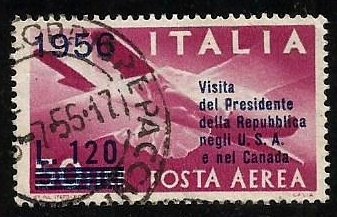 1956 ITALIA
Visita
del Presidente
della Repubblica
negli U.S.A.
e nel Canada
L. 120
POSTA AEREA